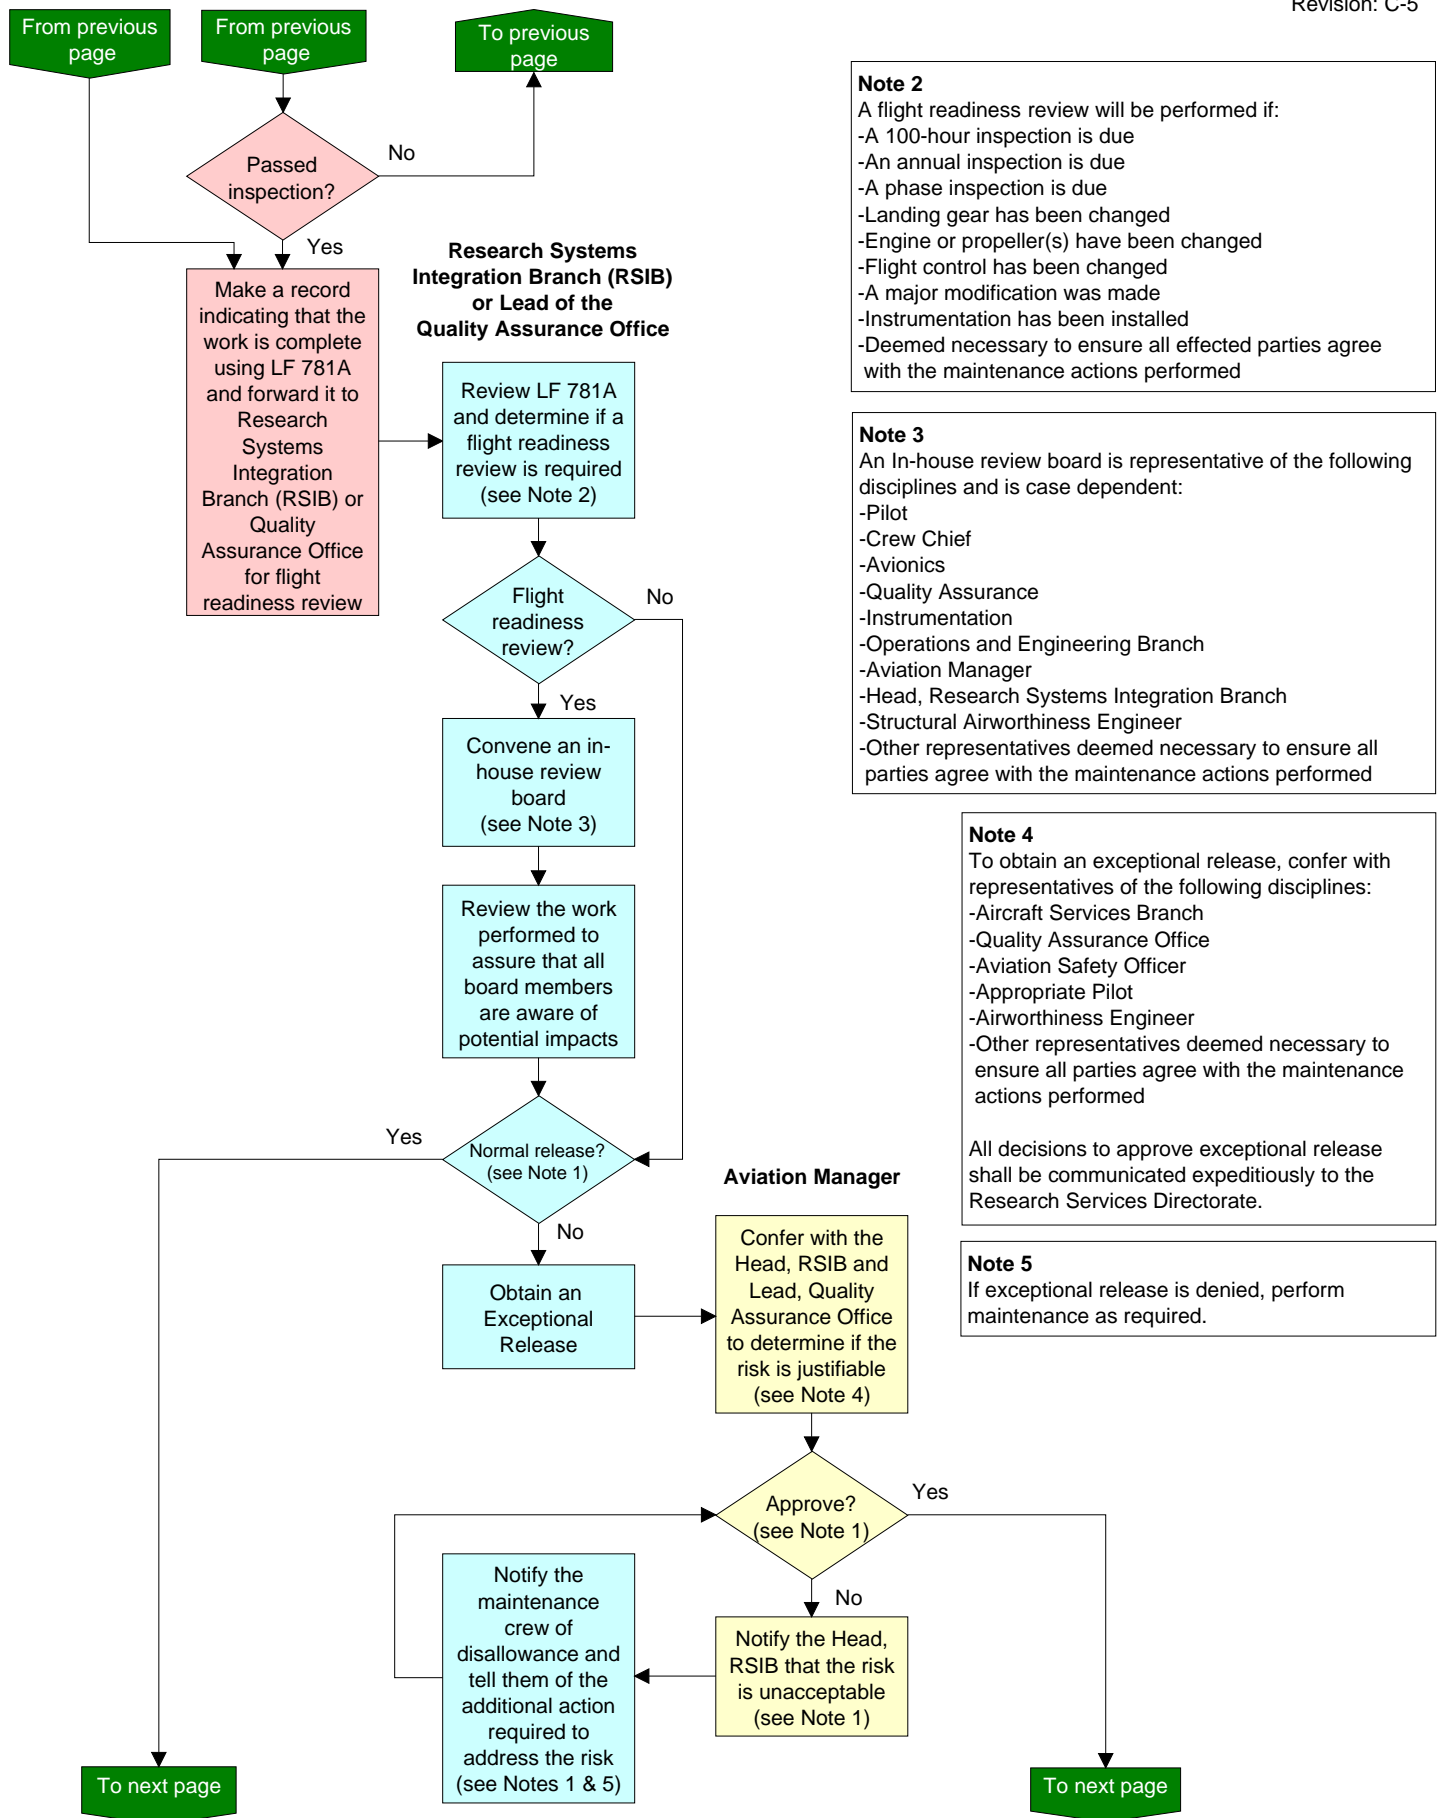 Revision: C-5
From previous
page
From previous
page
To previous
page
Passed
inspection?
No
Yes
Make a record
indicating that the
work is complete
using LF 781A
and forward it to
Research
Systems
Integration
Branch (RSIB) or
Quality
Assurance Office
for flight
readiness review
Research Systems
Integration Branch (RSIB)
or Lead of the
Quality Assurance Office
Review LF 781A
and determine if a
flight readiness
review is required
(see Note 2)
Flight
readiness
review?
No
Yes
Convene an in-
house review
board
(see Note 3)
Review the work
performed to
assure that all
board members
are aware of
potential impacts
Normal release?
(see Note 1)
Yes
No
Obtain an
Exceptional
Release
Aviation Manager
Confer with the
Head, RSIB and
Lead, Quality
Assurance Office
to determine if the
risk is justifiable
(see Note 4)
Approve?
(see Note 1)
Yes
No
Notify the Head,
RSIB that the risk
is unacceptable
(see Note 1)
Notify the
maintenance
crew of
disallowance and
tell them of the
additional action
required to
address the risk
(see Notes 1 & 5)
To next page
To next page
Note 2
A flight readiness review will be performed if:
-A 100-hour inspection is due
-An annual inspection is due
-A phase inspection is due
-Landing gear has been changed
-Engine or propeller(s) have been changed
-Flight control has been changed
-A major modification was made
-Instrumentation has been installed
-Deemed necessary to ensure all effected parties agree
with the maintenance actions performed
Note 3
An In-house review board is representative of the following
disciplines and is case dependent:
-Pilot
-Crew Chief
-Avionics
-Quality Assurance
-Instrumentation
-Operations and Engineering Branch
-Aviation Manager
-Head, Research Systems Integration Branch
-Structural Airworthiness Engineer
-Other representatives deemed necessary to ensure all
parties agree with the maintenance actions performed
Note 4
To obtain an exceptional release, confer with
representatives of the following disciplines:
-Aircraft Services Branch
-Quality Assurance Office
-Aviation Safety Officer
-Appropriate Pilot
-Airworthiness Engineer
-Other representatives deemed necessary to
ensure all parties agree with the maintenance
actions performed
All decisions to approve exceptional release
shall be communicated expeditiously to the
Research Services Directorate.
Note 5
If exceptional release is denied, perform
maintenance as required.